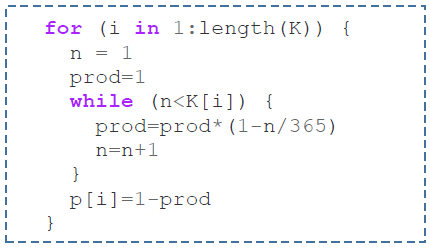 for (i in 1:length(K)) {
n = 1
prod=1
while (n<K[i]) {
prod=prod*(1-n/365)
n=n+1
}
p[i]=1-prod
}